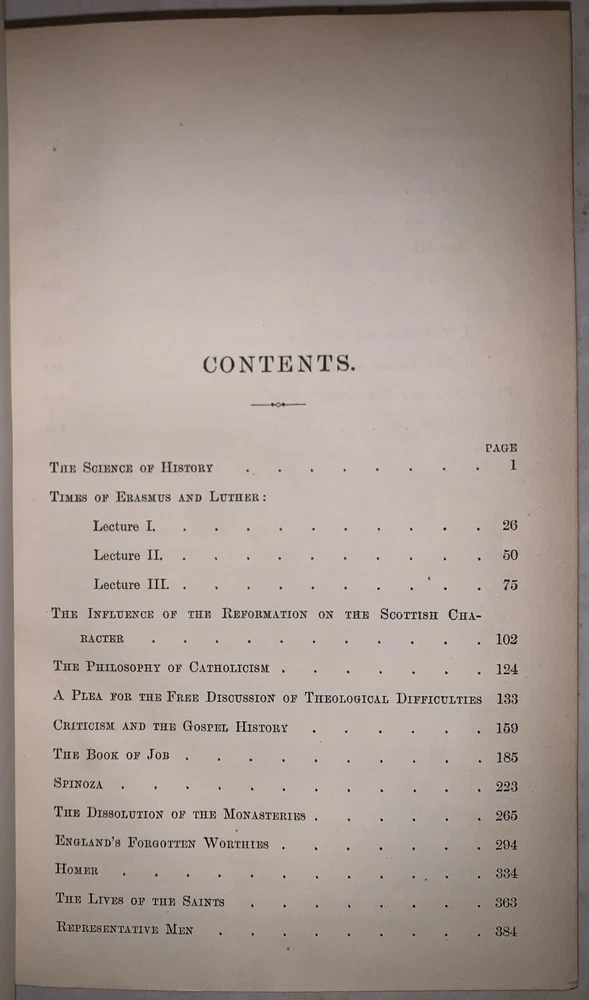 CONTENTS.
PAGE
THE SCIENCE OF HISTORY . . . . . . . . 1
TIMES OF ERASMUS AND LUTHER:
Lecture I. . . . . . . . . . . 26
Lecture II. . . . . . . . . . . 50
Lecture III. . . . . . . . . . . 75
THE INFLUENCE OF THE REFORMATION ON THE SCOTTISH CHA-
RACTER . . . . . . . . . . . 102
THE PHILOSOPHY OF CATHOLICISM . . . . . . . 124
A PLEA FOR THE FREE DISCUSSION OF THEOLOGICAL DIFFICULTIES 133
CRITICISM AND THE GOSPEL HISTORY . . . . . . 159
THE BOOK OF JOB . . . . . . . . . . 185
SPINOZA . . . . . . . . . . . . 223
THE DISSOLUTION OF THE MONASTERIES . . . . . . 265
ENGLAND'S FORGOTTEN WORTHIES . . . . . . . 294
HOMER . . . . . . . . . . . . 334
THE LIVES OF THE SAINTS . . . . . . . . 363
REPRESENTATIVE MEN . . . . . . . . . 384